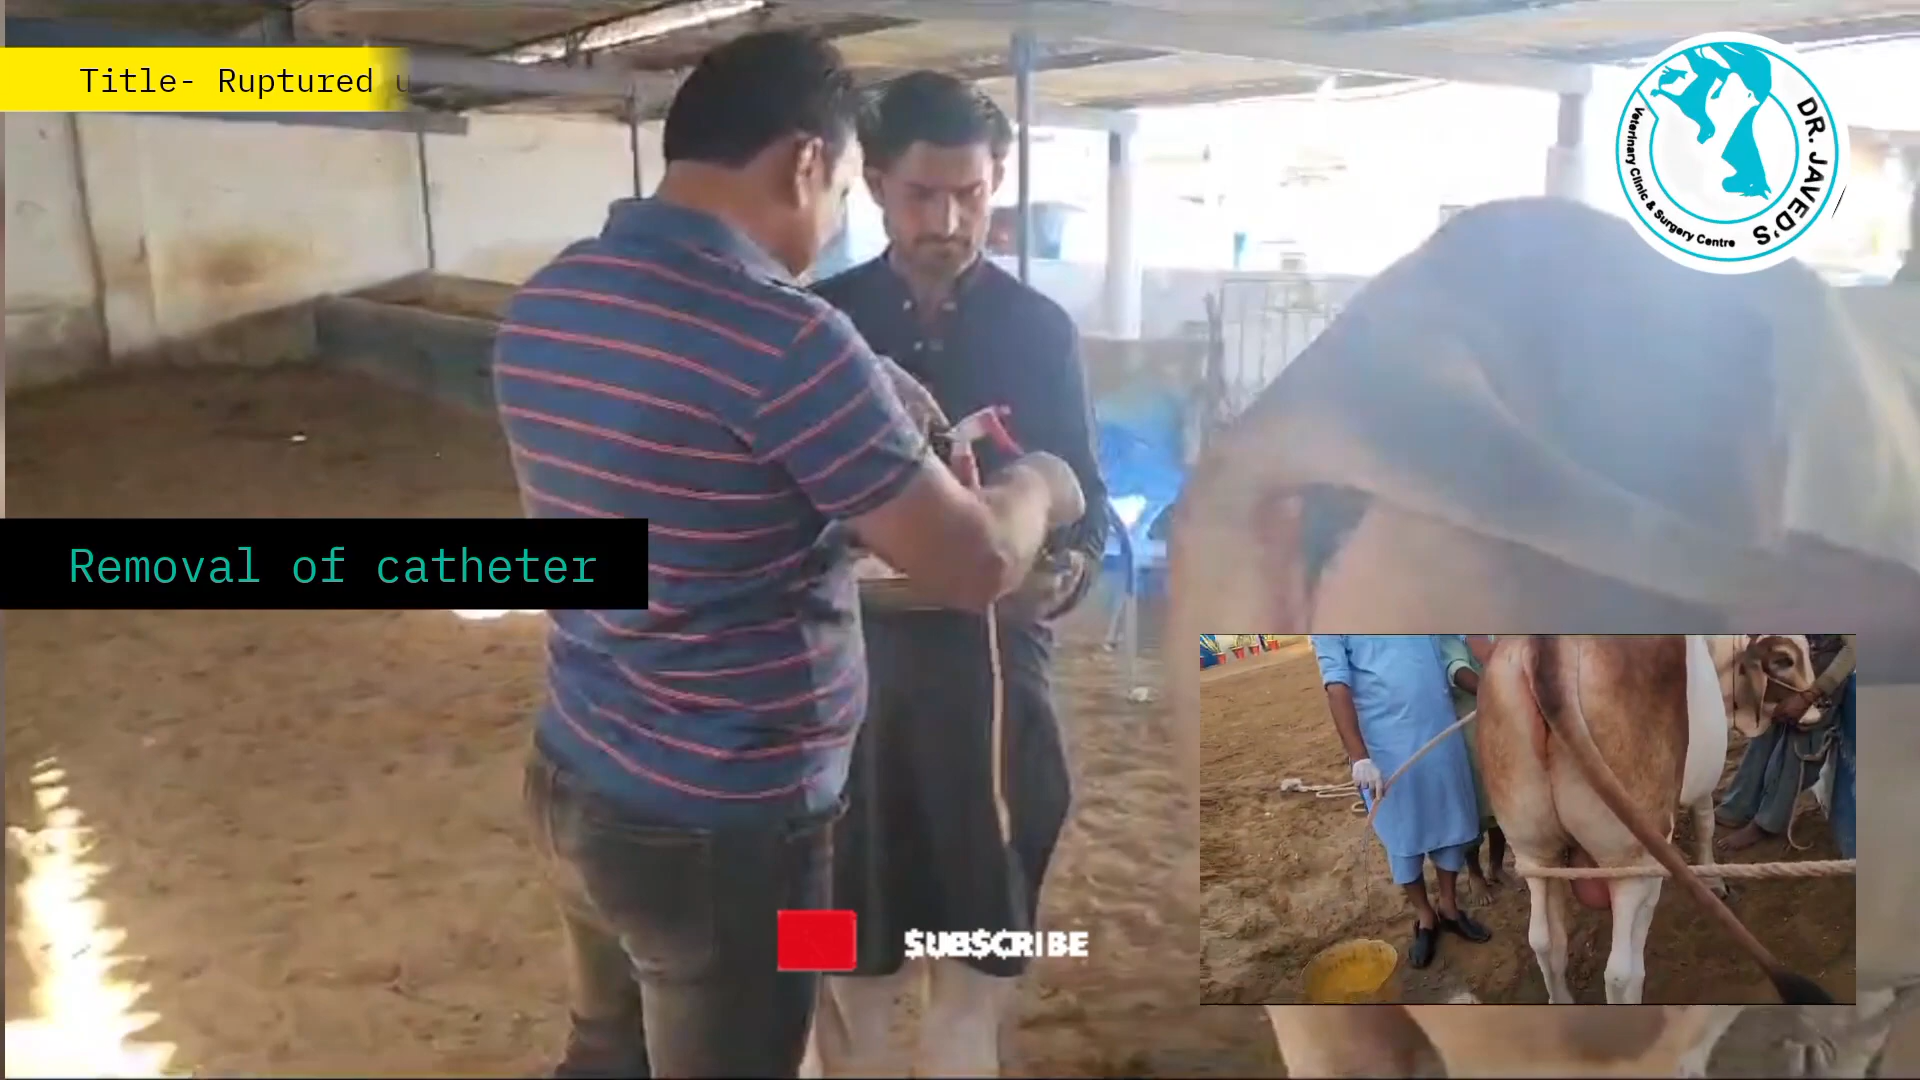 Title- Ruptured u
DR. JAVED'S
Veterinary Clinic & Surgery Centre
Removal of catheter
SUBSCRIBE